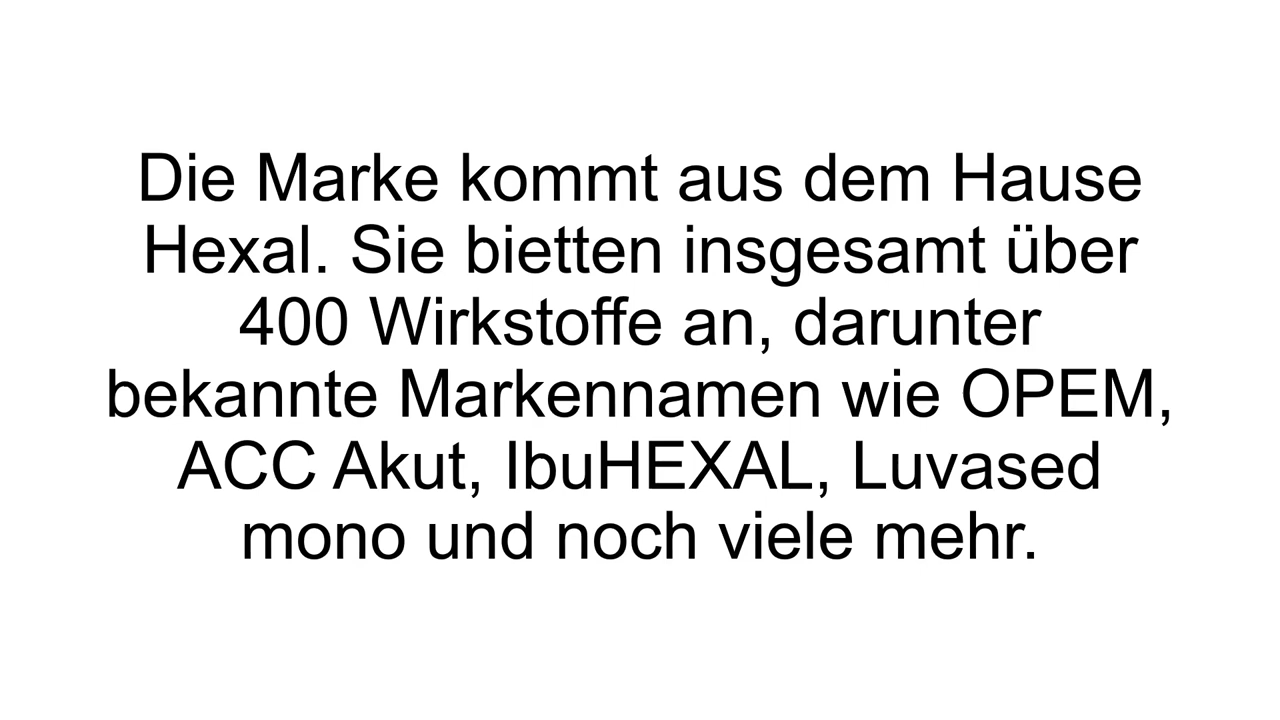 Die Marke kommt aus dem Hause
Hexal. Sie bietten insgesamt über
400 Wirkstoffe an, darunter
bekannte Markennamen wie OPEM,
ACC Akut, IbuHEXAL, Luvased
mono und noch viele mehr.